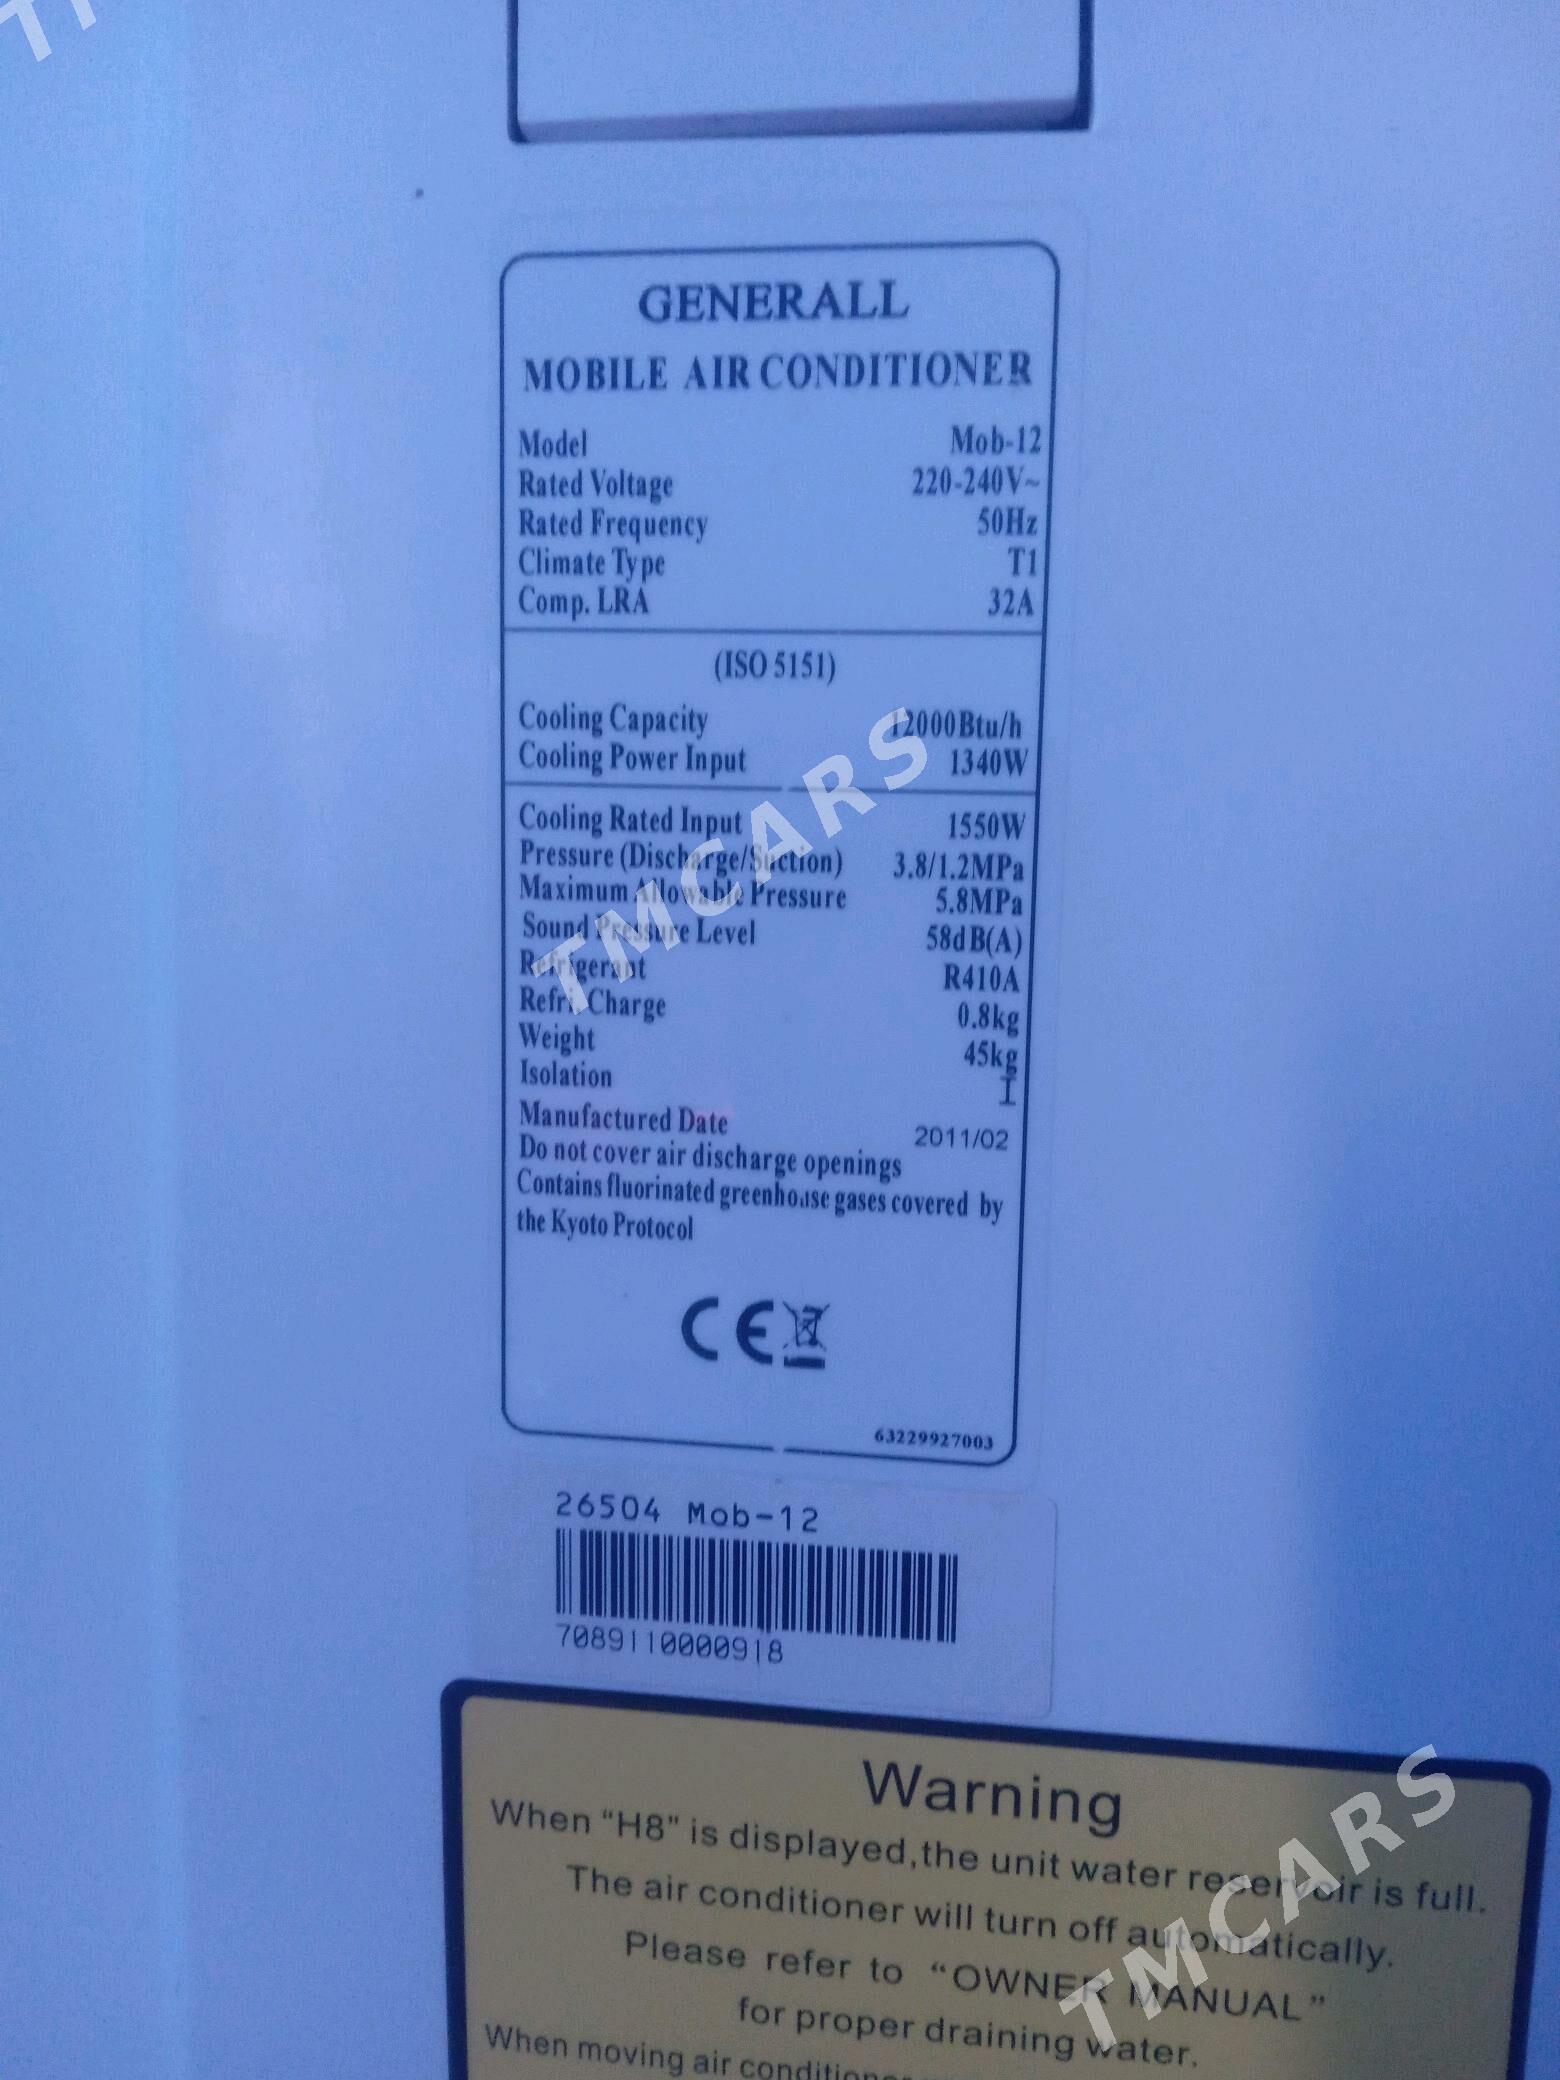 GENERALL
MOBILE AIR CONDITIONER
Model Mob-12
Rated Voltage 220-240V~
Rated Frequency 50Hz
Climate Type T1
Comp. LRA 32A
(ISO 5151)
Cooling Capacity 12000Btu/h
Cooling Power Input 1340W
Cooling Rated Input 1550W
Pressure (Discharge/Suction) 3.8/1.2MPa
Maximum Allowable Pressure 5.8MPa
Sound Pressure Level 58dB(A)
Refrigerant R410A
Refri. Charge 0.8kg
Weight 45kg
Isolation I
Manufactured Date 2011/02
Do not cover air discharge openings
Contains fluorinated greenhouse gases covered by
the Kyoto Protocol
CE
63229927003
26504 Mob-12
7089110000918
Warning
When "H8" is displayed,the unit water reservoir is full.
The air conditioner will turn off automatically.
Please refer to "OWNER MANUAL"
for proper draining water.
When moving air
TMCARS
TMCARS